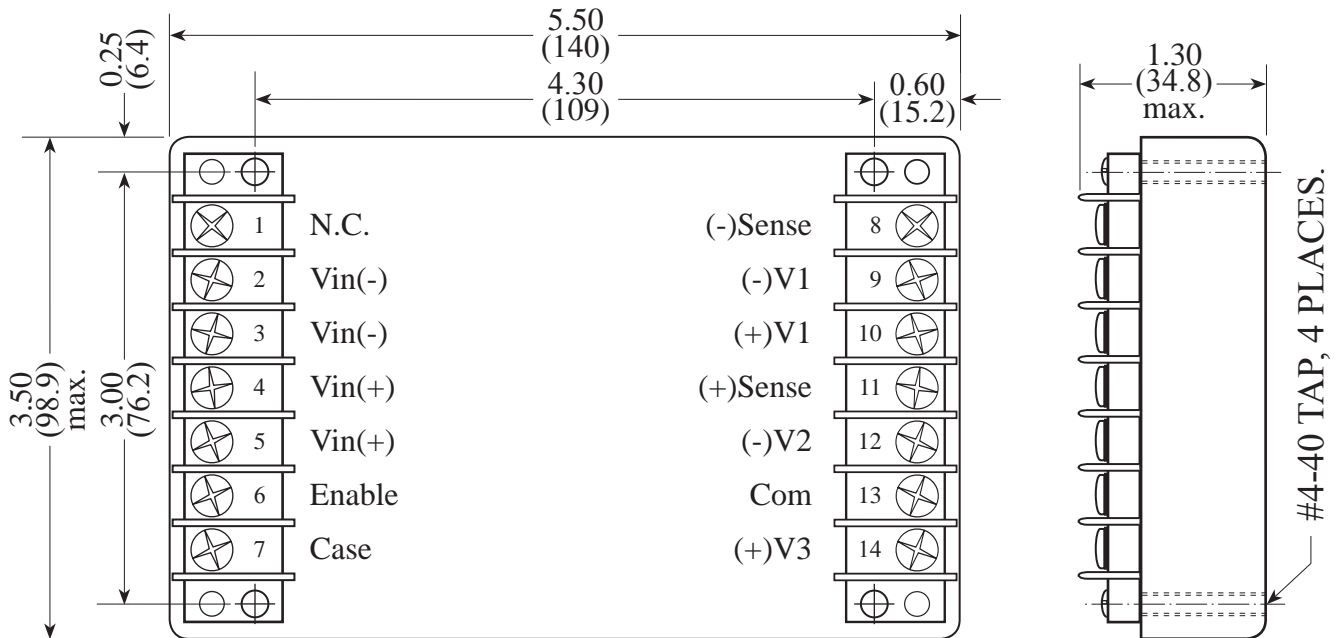 5.50
(140)
4.30
(109)
0.60
(15.2)
0.25
(6.4)
1.30
(34.8)
max.
3.50
(98.9)
max.
3.00
(76.2)
1 N.C.
2 Vin(-)
3 Vin(-)
4 Vin(+)
5 Vin(+)
6 Enable
7 Case
(-)Sense 8
(-)V1 9
(+)V1 10
(+)Sense 11
(-)V2 12
Com 13
(+)V3 14
#4-40 TAP, 4 PLACES.